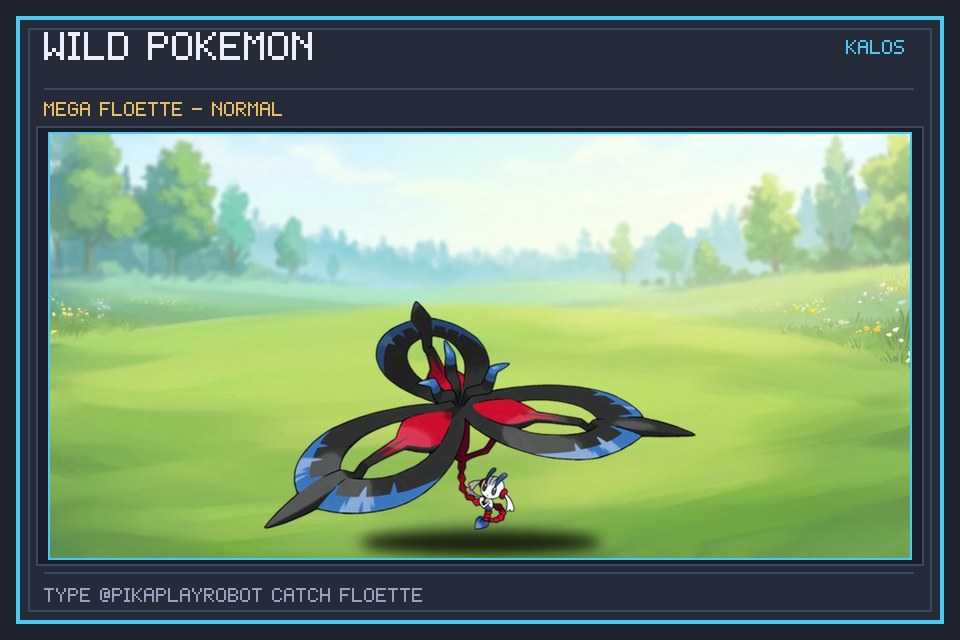 WILD POKEMON
KALOS
MEGA FLOETTE - NORMAL
TYPE @PIKAPLAYROBOT CATCH FLOETTE